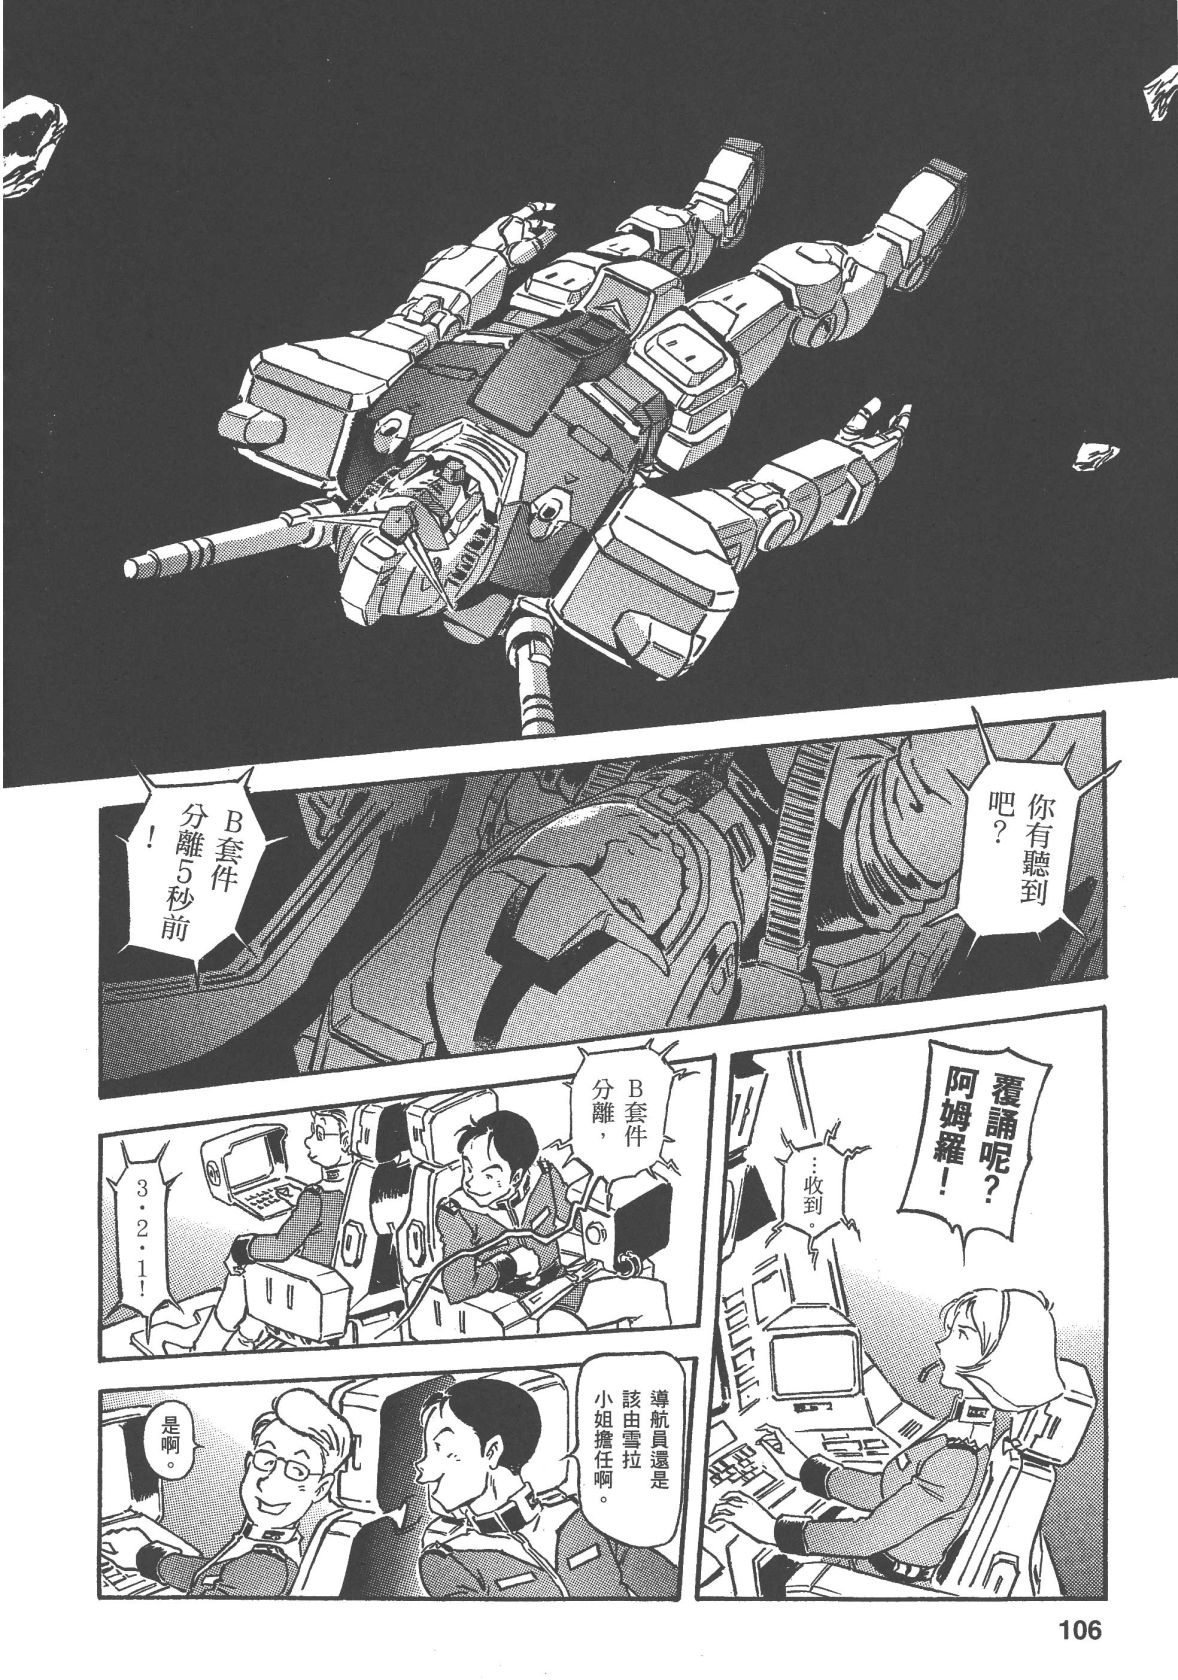 你有聽到
吧？
B套件
分離5秒前
！
覆誦呢？
阿姆羅！
…收到。
B套件
分離，
3·2·1！
導航員還是
該由雪拉
小姐擔任啊。
是啊。
106